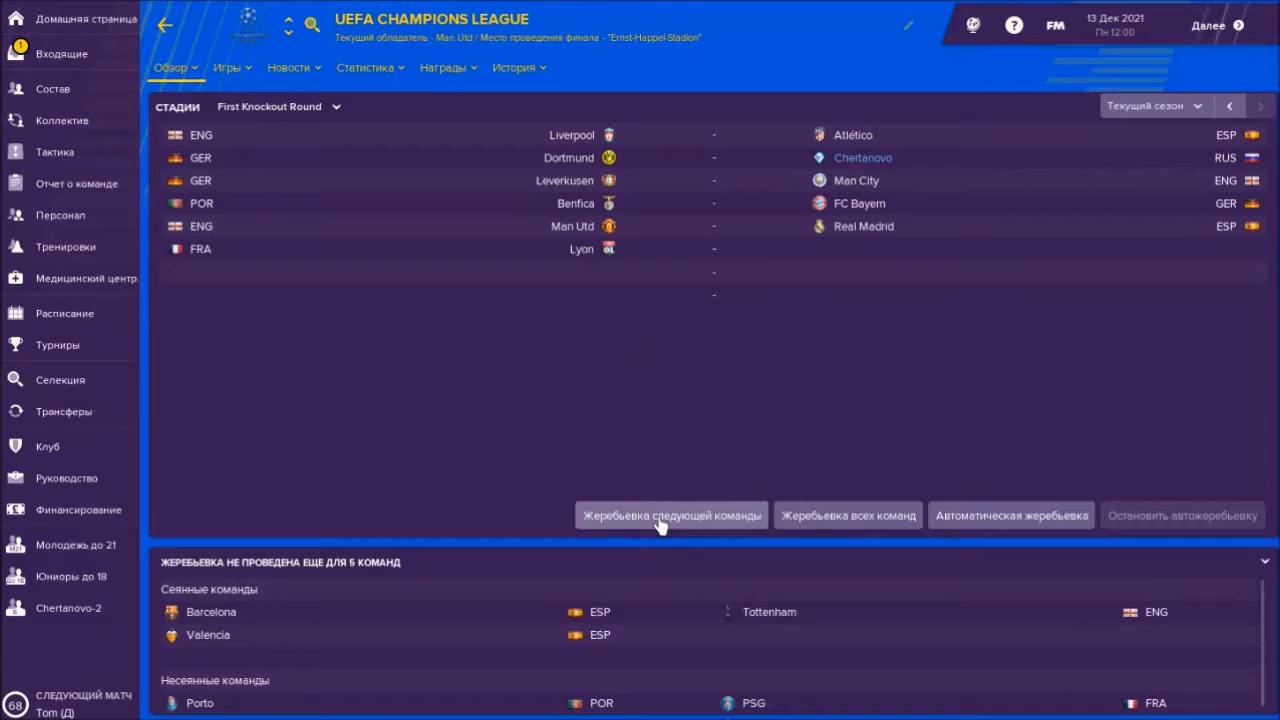 Домашняя страница
1
Входящие
Состав
Коллектив
Тактика
Отчет о команде
Персонал
Тренировки
Медицинский центр
Расписание
Турниры
Селекция
Трансферы
Клуб
Руководство
Финансирование
Молодежь до 21
Юниоры до 18
Chertanovo-2
68
СЛЕДУЮЩИЙ МАТЧ
Tom (Д)
UEFA CHAMPIONS LEAGUE
Текущий обладатель - Man Utd / Место проведения финала - "Ernst-Happel-Stadion"
FM
13 Дек 2021
Пн 12:00
Далее
Обзор Игры Новости Статистика Награды История
СТАДИИ First Knockout Round Текущий сезон
ENG Liverpool - Atlético ESP
GER Dortmund - Chertanovo RUS
GER Leverkusen - Man City ENG
POR Benfica - FC Bayern GER
ENG Man Utd - Real Madrid ESP
FRA Lyon -
-
-
Жеребьевка следующей команды Жеребьевка всех команд Автоматическая жеребьевка Остановить автожеребьевку
ЖЕРЕБЬЕВКА НЕ ПРОВЕДЕНА ЕЩЕ ДЛЯ 5 КОМАНД
Сеянные команды
Barcelona ESP Tottenham ENG
Valencia ESP
Несеянные команды
Porto POR PSG FRA